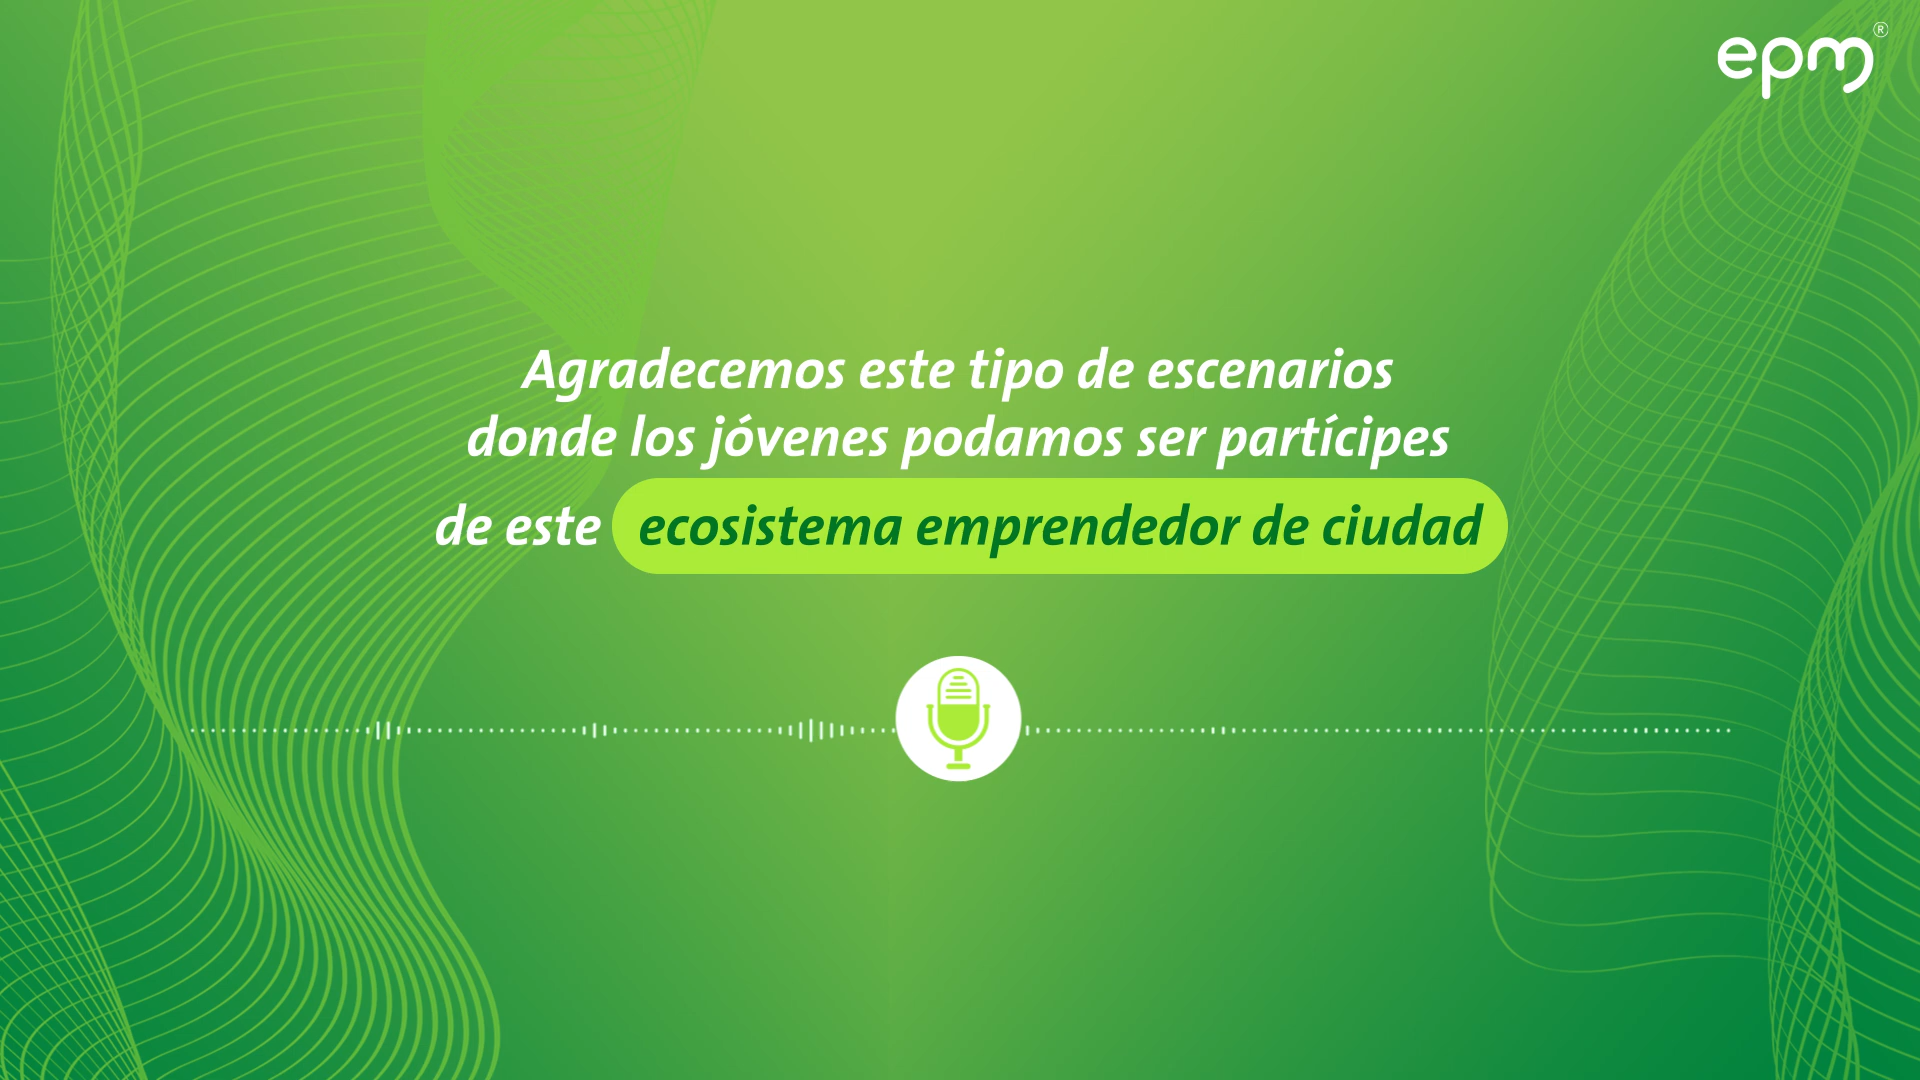 epm®
Agradecemos este tipo de escenarios
donde los jóvenes podamos ser partícipes
de este ecosistema emprendedor de ciudad